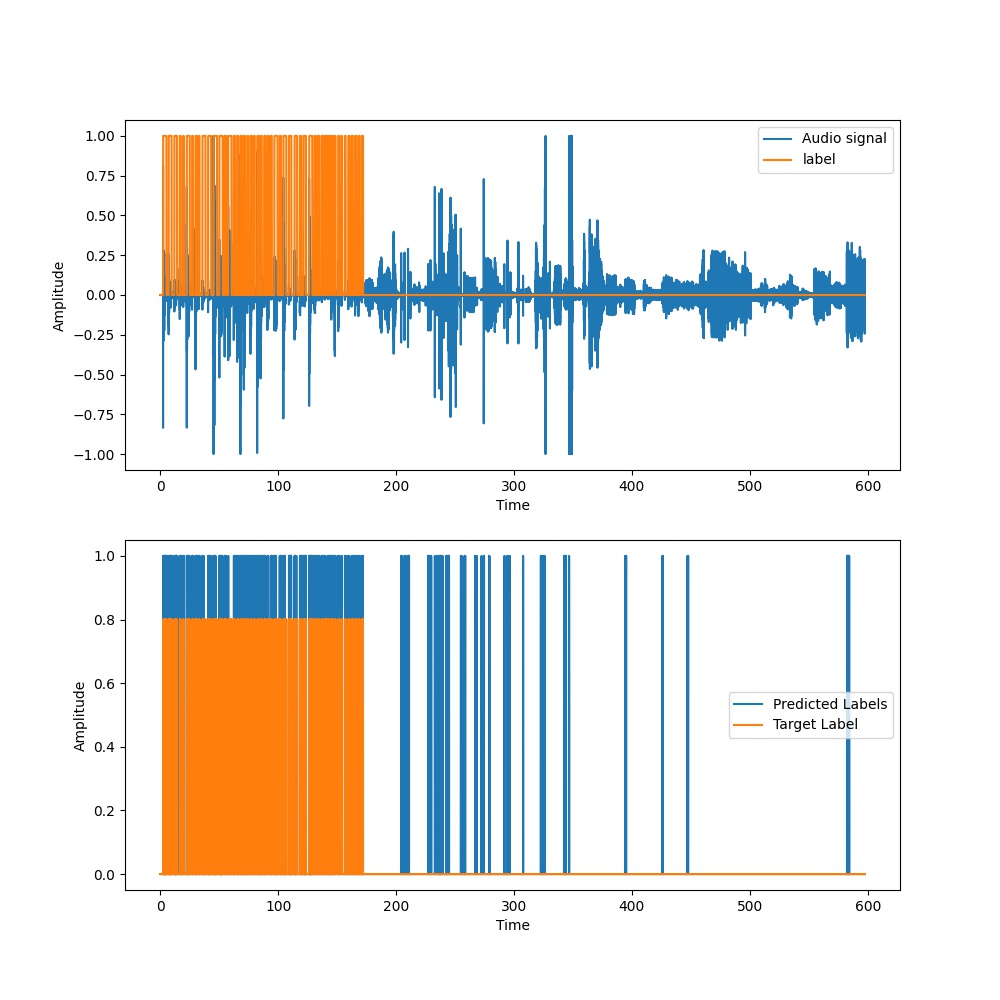 1.00
0.75
0.50
0.25
0.00
−0.25
−0.50
−0.75
−1.00
Amplitude
0 100 200 300 400 500 600
Time
Audio signal
label
1.0
0.8
0.6
0.4
0.2
0.0
Amplitude
0 100 200 300 400 500 600
Time
Predicted Labels
Target Label